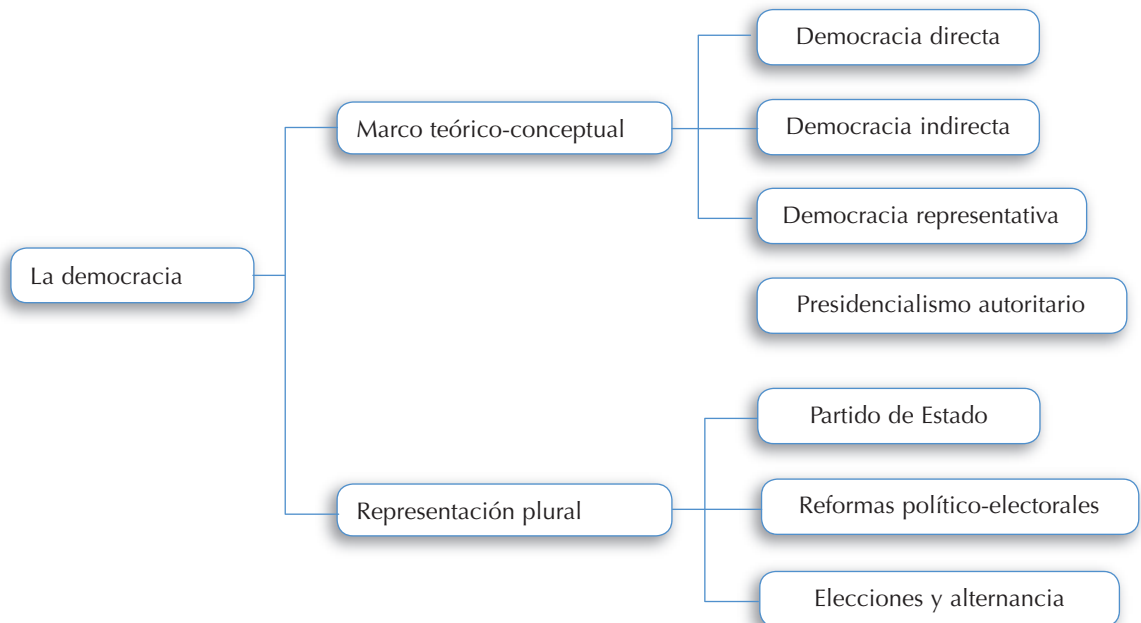 La democracia
Marco teórico-conceptual
Democracia directa
Democracia indirecta
Democracia representativa
Presidencialismo autoritario
Representación plural
Partido de Estado
Reformas político-electorales
Elecciones y alternancia